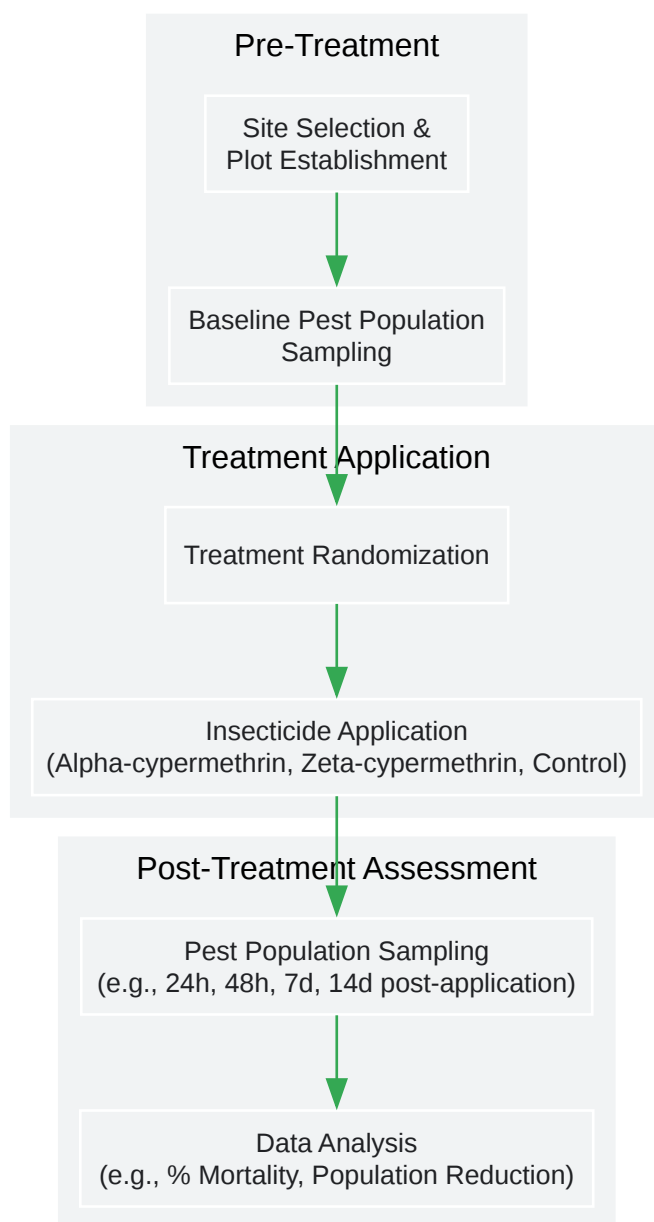 Pre-Treatment
Site Selection &
Plot Establishment
Baseline Pest Population
Sampling
Treatment Application
Treatment Randomization
Insecticide Application
(Alpha-cypermethrin, Zeta-cypermethrin, Control)
Post-Treatment Assessment
Pest Population Sampling
(e.g., 24h, 48h, 7d, 14d post-application)
Data Analysis
(e.g., % Mortality, Population Reduction)